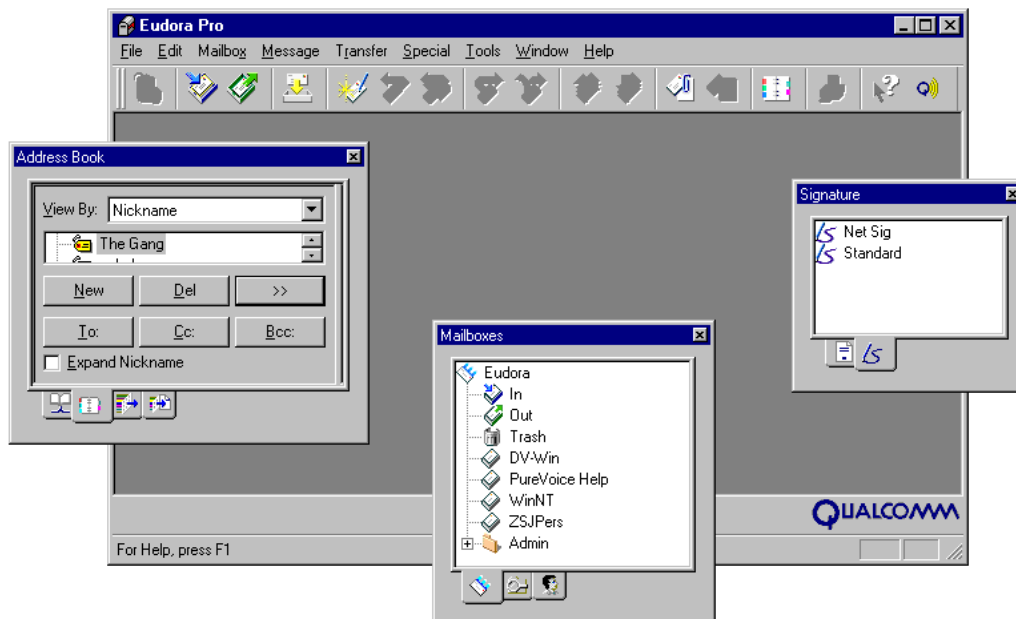 Eudora Pro
File Edit Mailbox Message Transfer Special Tools Window Help
Address Book
View By: Nickname
The Gang
New Del >>
To: Cc: Bcc:
Expand Nickname
Signature
Net Sig
Standard
Mailboxes
Eudora
In
Out
Trash
DV-Win
PureVoice Help
WinNT
ZSJPers
Admin
QUALCOMM
For Help, press F1